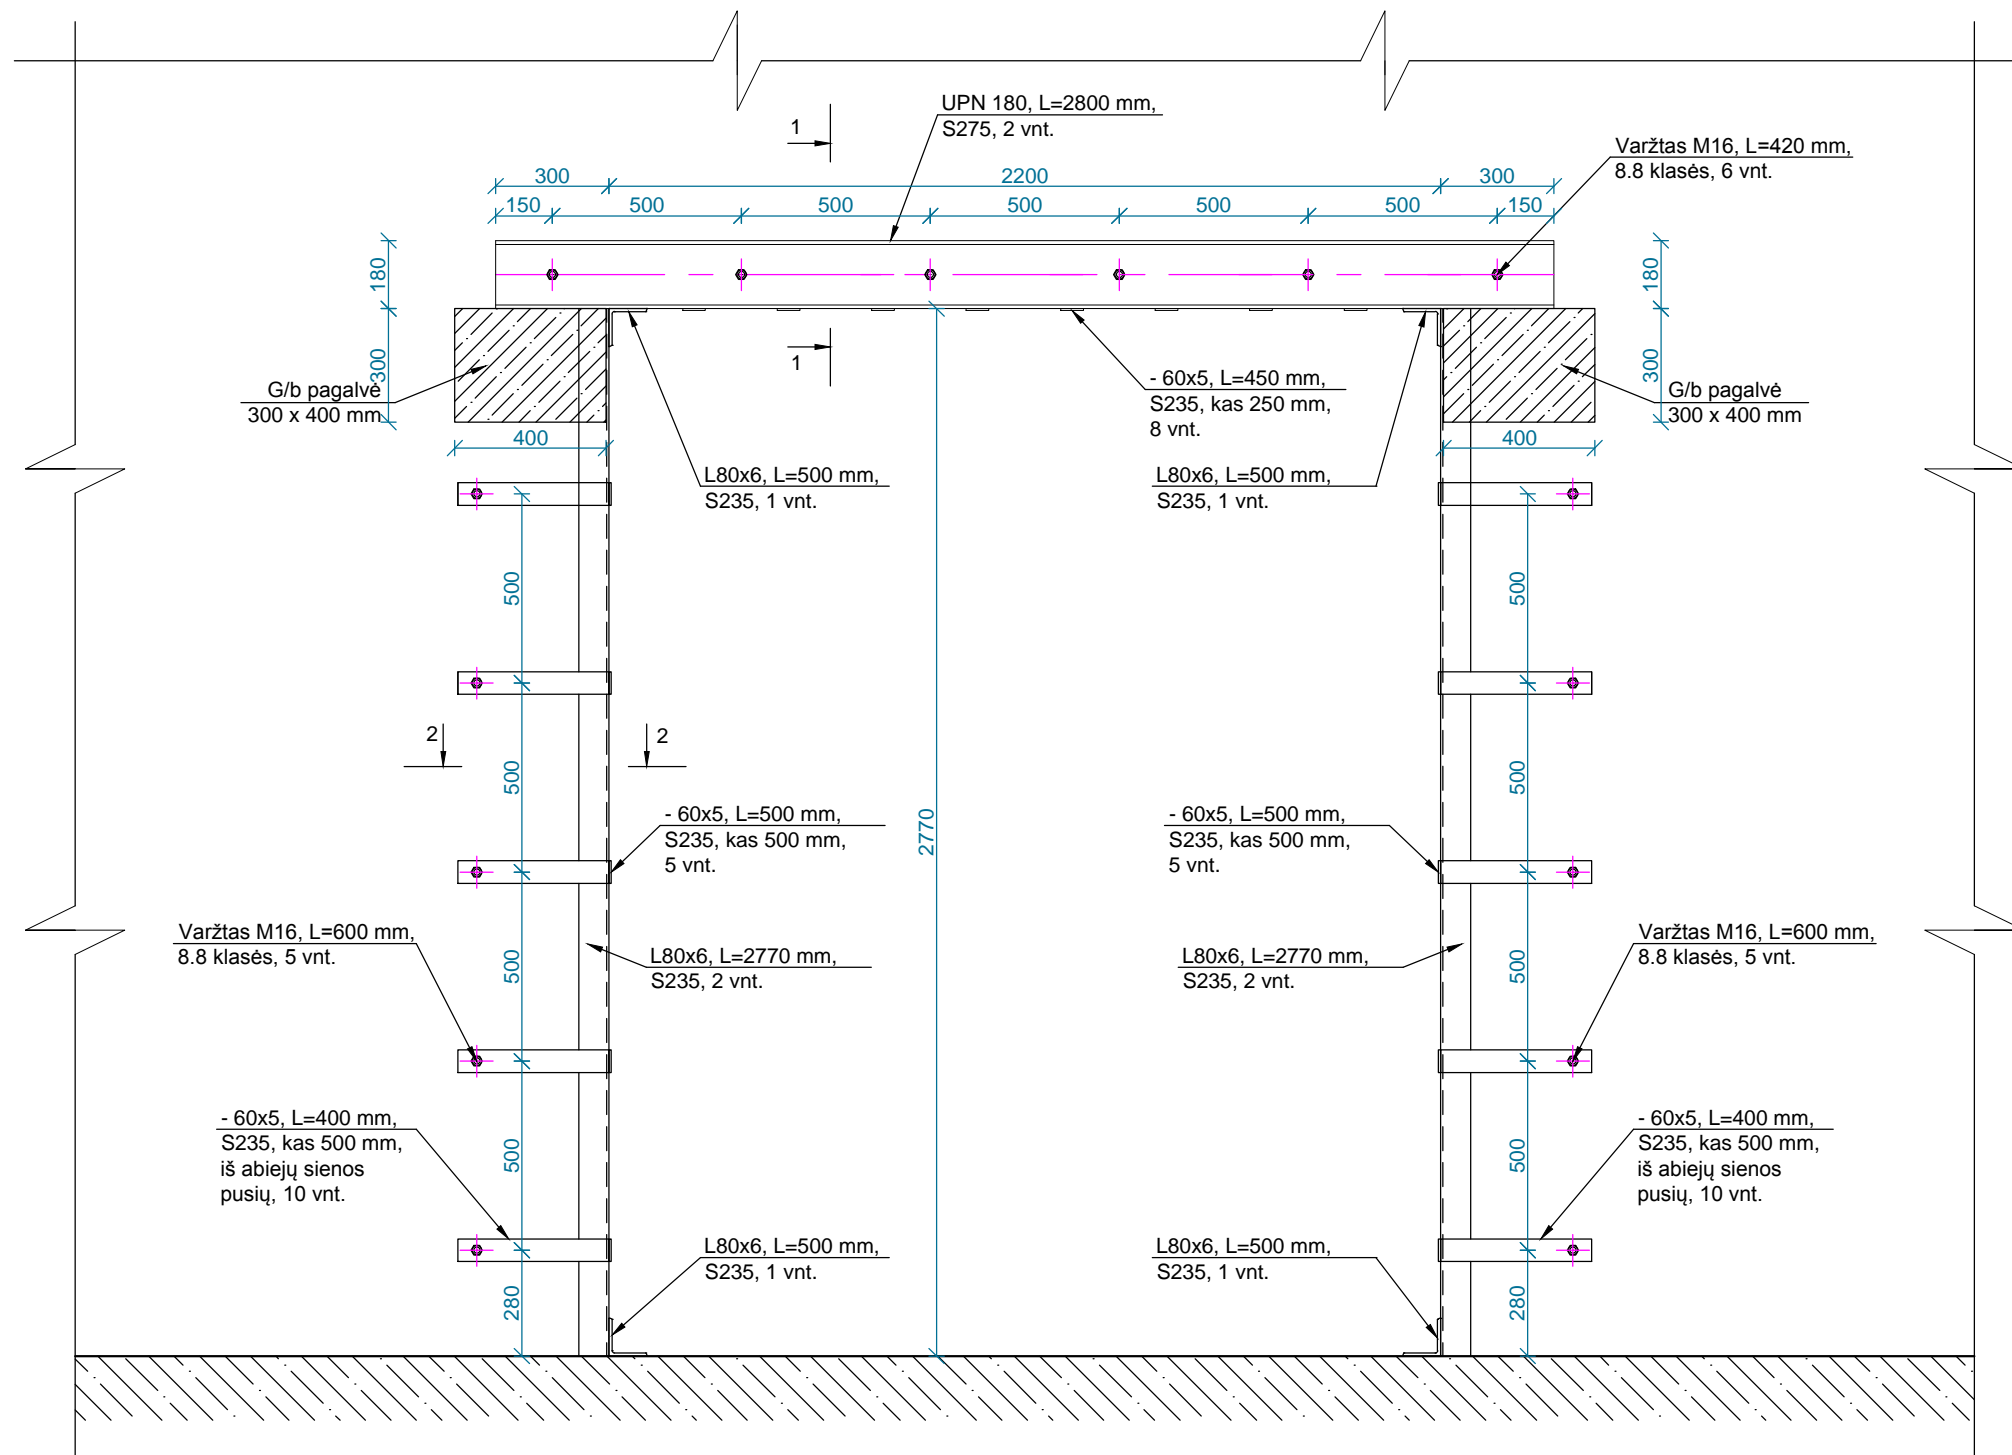 UPN 180, L=2800 mm,
S275, 2 vnt.
1
Varžtas M16, L=420 mm,
8.8 klasės, 6 vnt.
300
2200
300
150
500
500
500
500
500
150
180
180
300
300
1
G/b pagalvė
300 x 400 mm
- 60x5, L=450 mm,
S235, kas 250 mm,
8 vnt.
G/b pagalvė
300 x 400 mm
400
400
L80x6, L=500 mm,
S235, 1 vnt.
L80x6, L=500 mm,
S235, 1 vnt.
500
500
2
2
500
500
- 60x5, L=500 mm,
S235, kas 500 mm,
5 vnt.
2770
- 60x5, L=500 mm,
S235, kas 500 mm,
5 vnt.
Varžtas M16, L=600 mm,
8.8 klasės, 5 vnt.
500
L80x6, L=2770 mm,
S235, 2 vnt.
L80x6, L=2770 mm,
S235, 2 vnt.
500
Varžtas M16, L=600 mm,
8.8 klasės, 5 vnt.
- 60x5, L=400 mm,
S235, kas 500 mm,
iš abiejų sienos
pusių, 10 vnt.
500
500
- 60x5, L=400 mm,
S235, kas 500 mm,
iš abiejų sienos
pusių, 10 vnt.
L80x6, L=500 mm,
S235, 1 vnt.
L80x6, L=500 mm,
S235, 1 vnt.
280
280